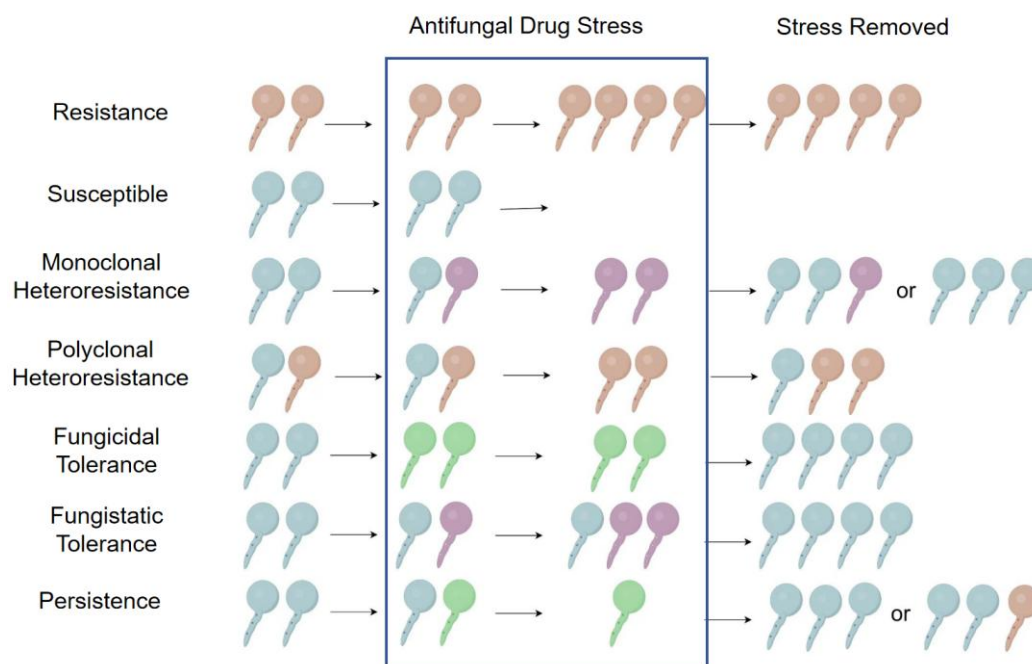 Antifungal Drug Stress
Stress Removed
Resistance
Susceptible
Monoclonal
Heteroresistance
or
Polyclonal
Heteroresistance
Fungicidal
Tolerance
Fungistatic
Tolerance
Persistence
or